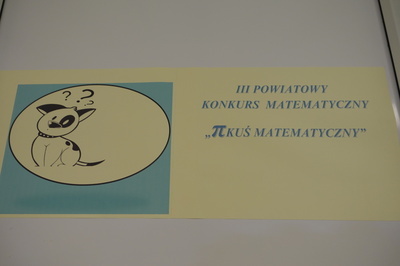 ? ? ?
III POWIATOWY
KONKURS MATEMATYCZNY
„πKUŚ MATEMATYCZNY”